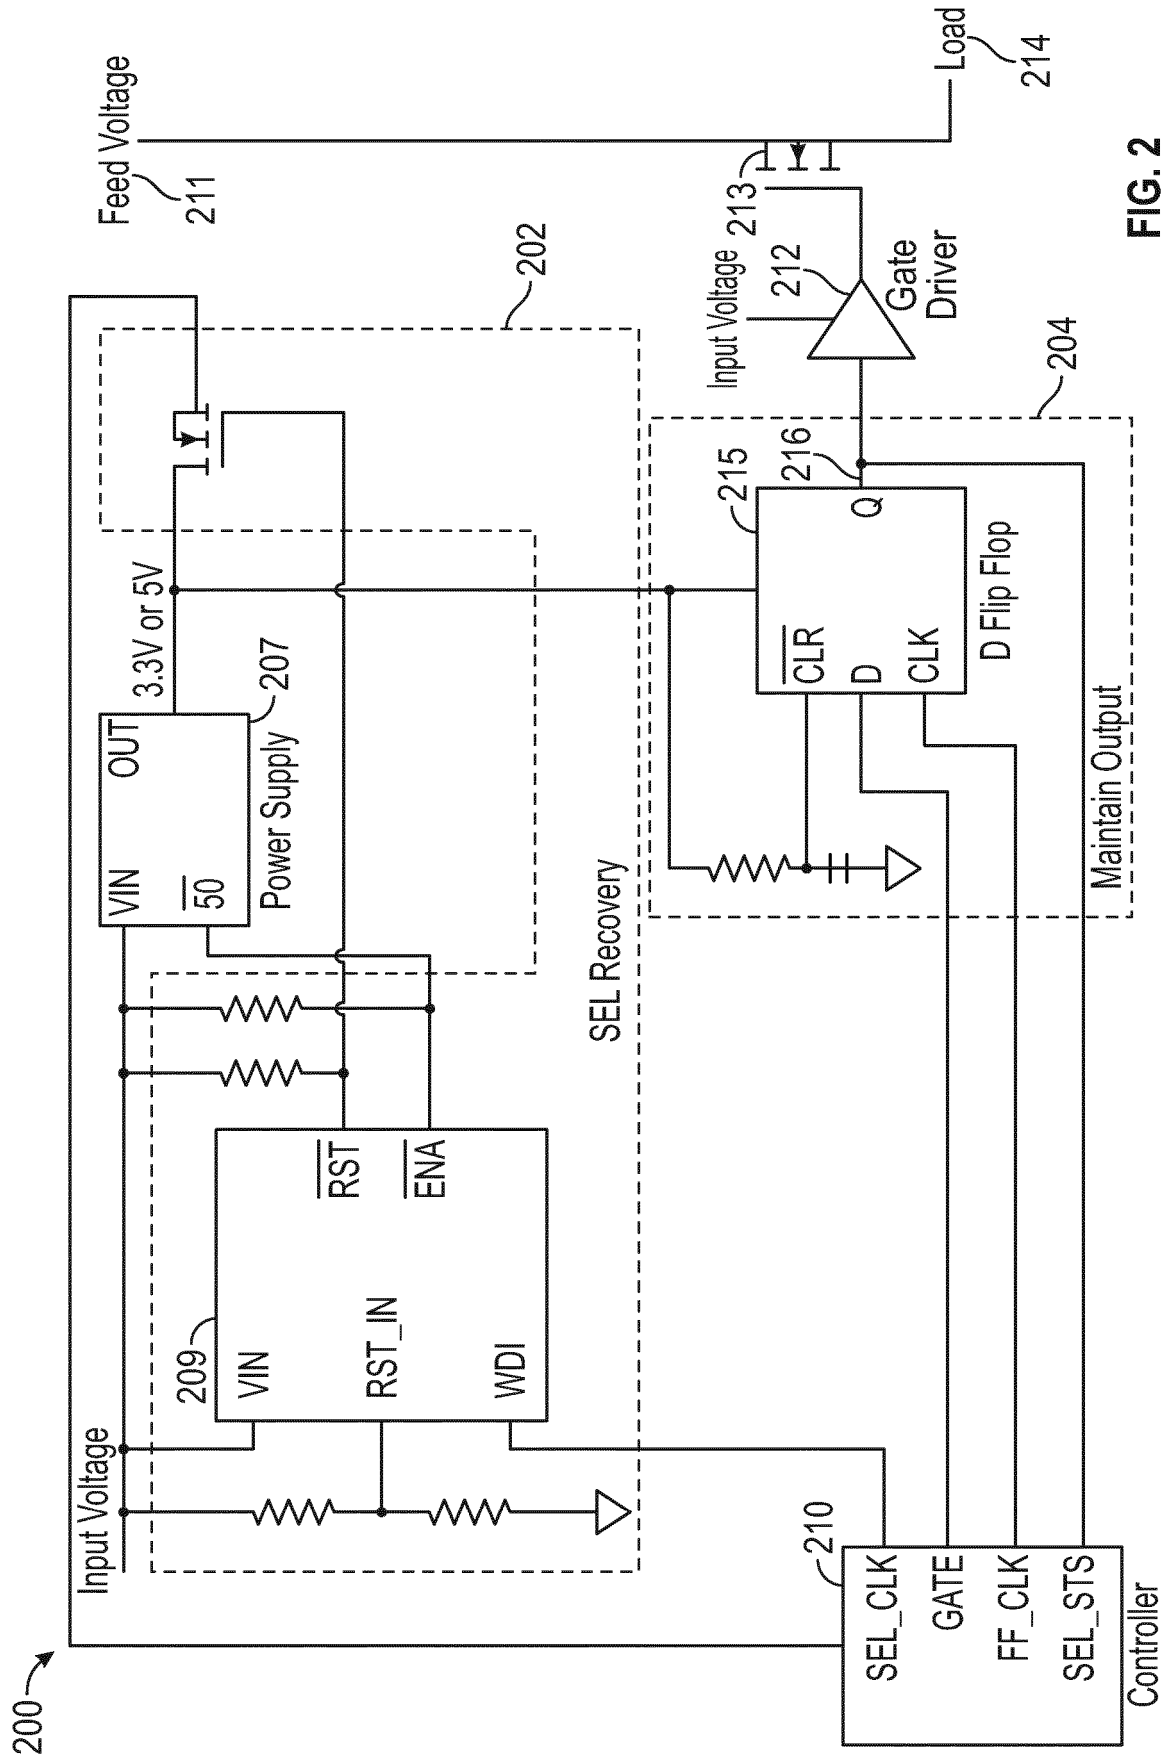 200
Input Voltage
209
VIN
RST_IN
WDI
RST
ENA
VIN
OUT
50
Power Supply
207
3.3V or 5V
202
SEL Recovery
Feed Voltage
211
210
SEL_CLK
GATE
FF_CLK
SEL_STS
Controller
215
CLR
D
CLK
Q
D Flip Flop
216
204
Maintain Output
Input Voltage
212
Gate
Driver
213
Load
214
FIG. 2